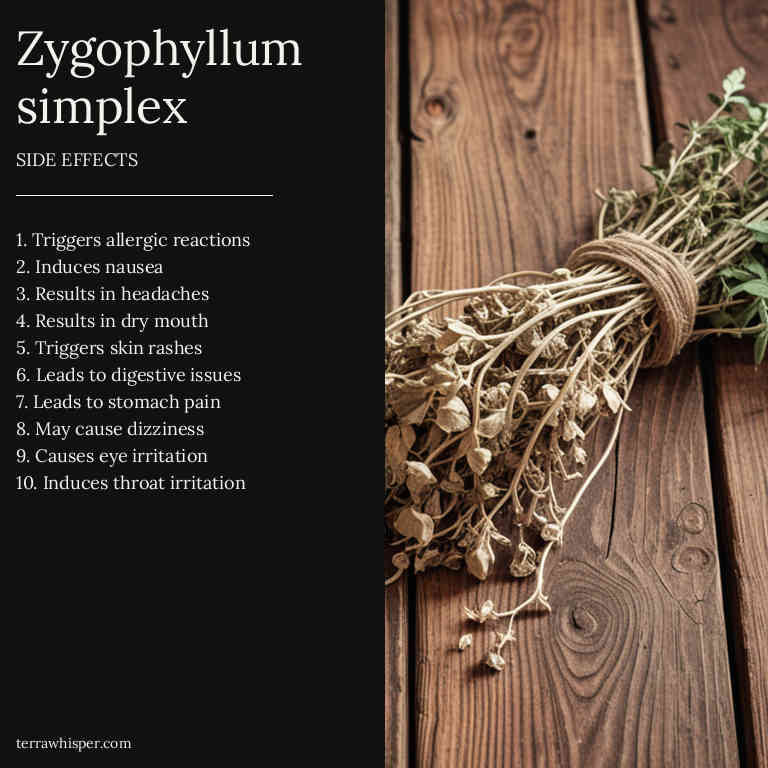 Zygophyllum
simplex
SIDE EFFECTS
1. Triggers allergic reactions
2. Induces nausea
3. Results in headaches
4. Results in dry mouth
5. Triggers skin rashes
6. Leads to digestive issues
7. Leads to stomach pain
8. May cause dizziness
9. Causes eye irritation
10. Induces throat irritation
terrawhisper.com